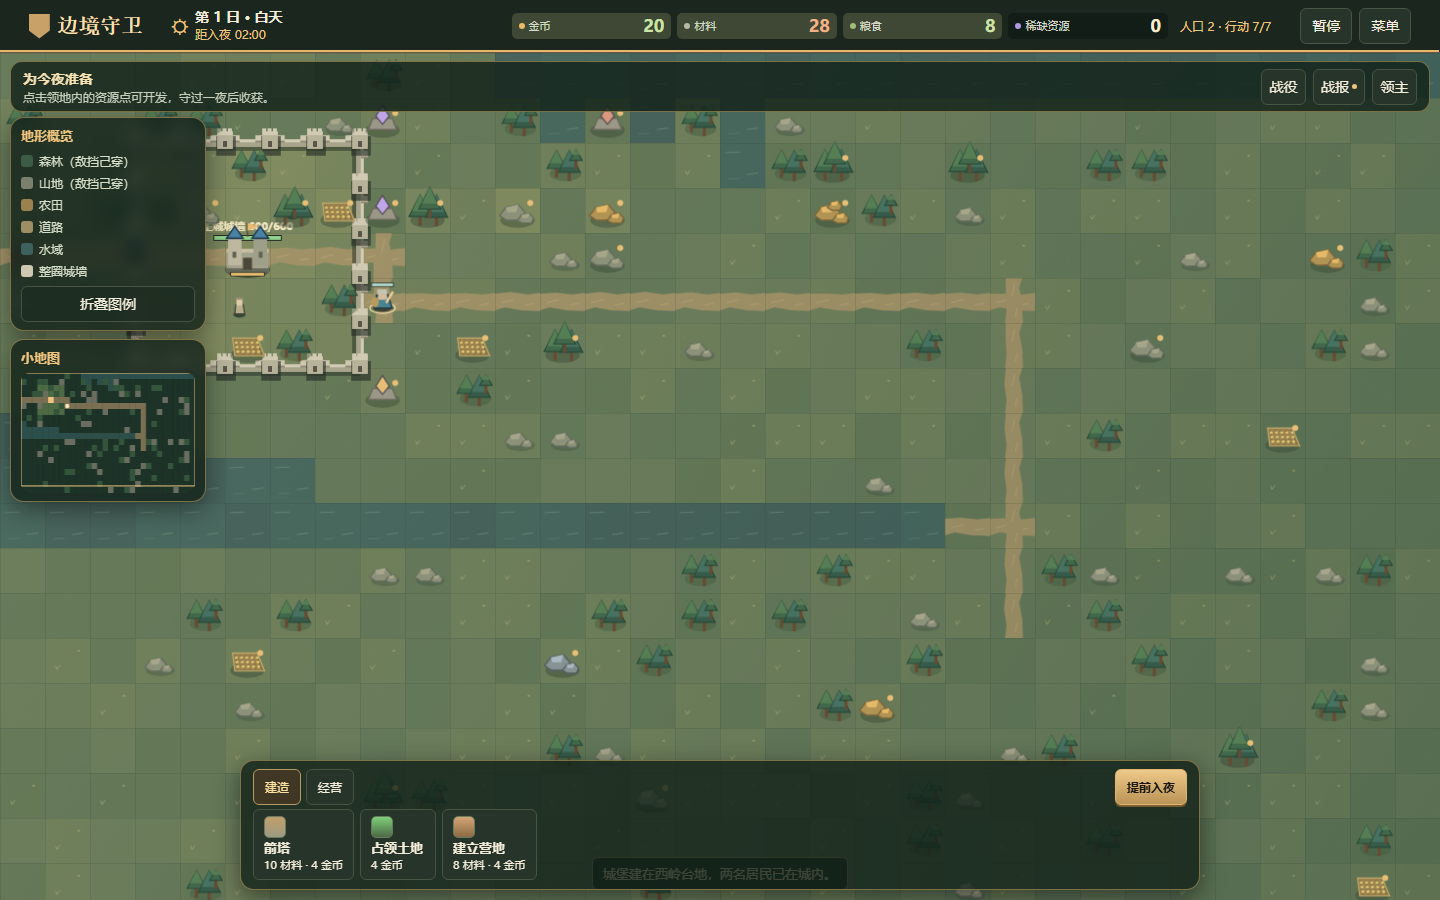 边境守卫
第 1 日 • 白天
距入夜 02:00
金币 20
材料 28
粮食 8
稀缺资源 0
人口 2 · 行动 7/7
暂停
菜单
为今夜准备
点击领地内的资源点可开发，守过一夜后收获。
战役
战报
领主
地形概览
森林（敌挡己穿）
山地（敌挡己穿）
农田
道路
水域
整圈城墙
折叠图例
城墙 600/600
小地图
建造
经营
提前入夜
箭塔
10 材料 · 4 金币
占领土地
4 金币
建立营地
8 材料 · 4 金币
城堡建在西岭台地，两名居民已在城内。